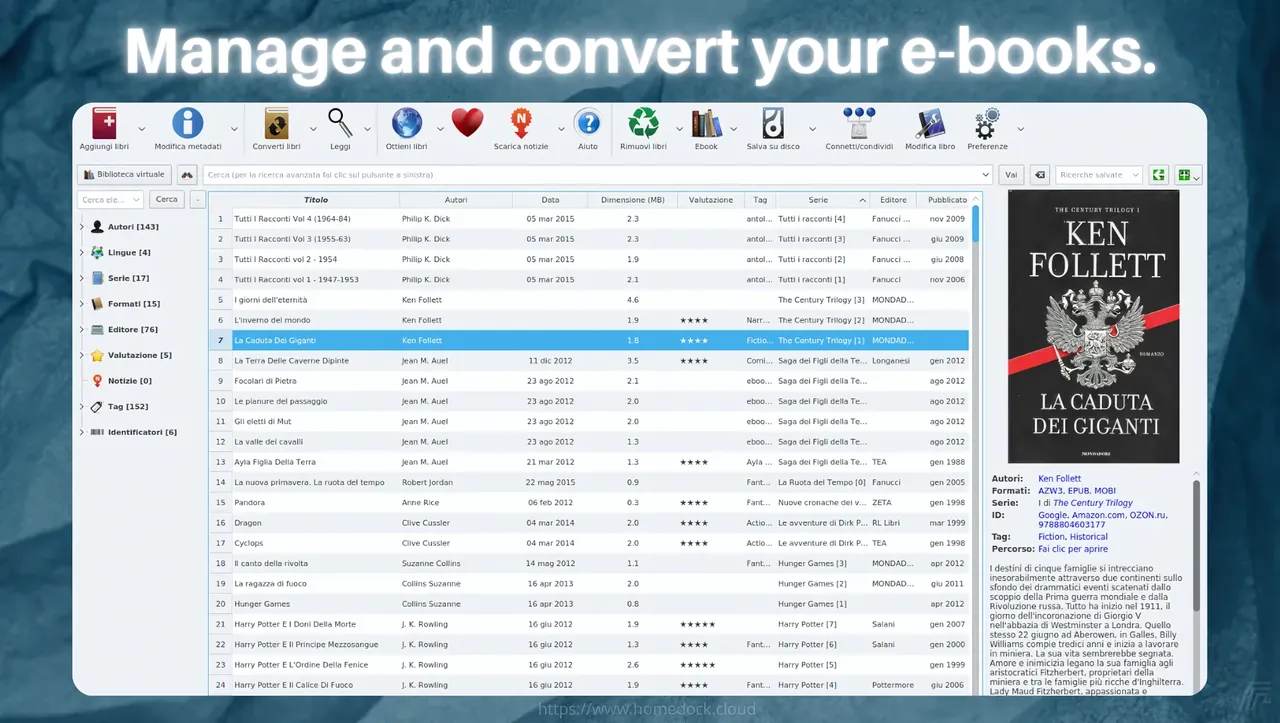 Manage and convert your e-books.
Aggiungi libri Modifica metadati Converti libri Leggi Ottieni libri Scarica notizie Aiuto Rimuovi libri Ebook Salva su disco Connetti/condividi Modifica libro Preferenze
Biblioteca virtuale Cerca (per la ricerca avanzata fai clic sul pulsante a sinistra) Vai Ricerche salvate
Cerca ele... Cerca -
Autori [143]
Lingue [4]
Serie [17]
Formati [15]
Editore [76]
Valutazione [5]
Notizie [0]
Tag [152]
Identificatori [6]
Titolo Autori Data Dimensione (MB) Valutazione Tag Serie Editore Pubblicato
1 Tutti I Racconti Vol 4 (1964-84) Philip K. Dick 05 mar 2015 2.3 antol... Tutti i racconti [4] Fanucci ... nov 2009
2 Tutti I Racconti Vol 3 (1955-63) Philip K. Dick 05 mar 2015 2.3 antol... Tutti i racconti [3] Fanucci ... giu 2009
3 Tutti I Racconti vol 2 - 1954 Philip K. Dick 05 mar 2015 1.9 antol... Tutti i racconti [2] Fanucci ... giu 2008
4 Tutti I Racconti vol 1 - 1947-1953 Philip K. Dick 05 mar 2015 2.1 antol... Tutti i racconti [1] Fanucci nov 2006
5 I giorni dell'eternità Ken Follett 4.6 The Century Trilogy [3] MONDAD...
6 L'inverno del mondo Ken Follett 1.9 ★★★★ Narr... The Century Trilogy [2] MONDAD...
7 La Caduta Dei Giganti Ken Follett 1.8 ★★★★ Fictio... The Century Trilogy [1] MONDAD...
8 La Terra Delle Caverne Dipinte Jean M. Auel 11 dic 2012 3.5 ★★★★ Comi... Saga dei Figli della Te... Longanesi gen 2012
9 Focolari di Pietra Jean M. Auel 23 ago 2012 2.1 eboo... Saga dei Figli della Te... ago 2012
10 Le pianure del passaggio Jean M. Auel 23 ago 2012 2.0 eboo... Saga dei Figli della Te... ago 2012
11 Gli eletti di Mut Jean M. Auel 23 ago 2012 2.0 eboo... Saga dei Figli della Te... ago 2012
12 La valle dei cavalli Jean M. Auel 23 ago 2012 1.3 eboo... Saga dei Figli della Te... ago 2012
13 Ayla Figlia Della Terra Jean M. Auel 21 mar 2012 1.3 ★★★★ Ayla ... Saga dei Figli della Te... TEA gen 1988
14 La nuova primavera. La ruota del tempo Robert Jordan 22 mag 2015 0.9 Fant... La Ruota del Tempo [0] Fanucci gen 2005
15 Pandora Anne Rice 06 feb 2012 0.3 ★★★★ Fant... Nuove cronache dei v... ZETA gen 1998
16 Dragon Clive Cussler 04 mar 2014 2.0 ★★★★ Actio... Le avventure di Dirk P... RL Libri mar 1999
17 Cyclops Clive Cussler 04 mar 2014 2.0 ★★★★ Actio... Le avventure di Dirk P... TEA gen 1998
18 Il canto della rivolta Suzanne Collins 14 mag 2012 1.1 Fant... Hunger Games [3] MONDAD... apr 2012
19 La ragazza di fuoco Collins Suzanne 16 apr 2013 2.0 Hunger Games [2] MONDAD... giu 2011
20 Hunger Games Collins Suzanne 16 apr 2013 0.8 Hunger Games [1] apr 2012
21 Harry Potter E I Doni Della Morte J. K. Rowling 16 giu 2012 1.9 ★★★★★ Harry Potter [7] Salani gen 2007
22 Harry Potter E Il Principe Mezzosangue J. K. Rowling 16 giu 2012 1.3 ★★★★ Fant... Harry Potter [6] Salani gen 2000
23 Harry Potter E L'Ordine Della Fenice J. K. Rowling 16 giu 2012 2.6 ★★★★★ Harry Potter [5] gen 1999
24 Harry Potter E Il Calice Di Fuoco J. K. Rowling 16 giu 2012 1.9 ★★★★ Fant... Harry Potter [4] Pottermore giu 2006
THE CENTURY TRILOGY 1
KEN
FOLLETT
ROMANZO
LA CADUTA
DEI GIGANTI
MONDADORI
Autori: Ken Follett
Formati: AZW3, EPUB, MOBI
Serie: I di The Century Trilogy
ID: Google, Amazon.com, OZON.ru,
9788804603177
Tag: Fiction, Historical
Percorso: Fai clic per aprire
I destini di cinque famiglie si intrecciano
inesorabilmente attraverso due continenti sullo
sfondo dei drammatici eventi scatenati dallo
scoppio della Prima guerra mondiale e dalla
Rivoluzione russa. Tutto ha inizio nel 1911, il
giorno dell'incoronazione di Giorgio V
nell'abbazia di Westminster a Londra. Quello
stesso 22 giugno ad Aberowen, in Galles, Billy
Williams compie tredici anni e inizia a lavorare
in miniera. La sua vita sembrerebbe segnata.
Amore e inimicizia legano la sua famiglia agli
aristocratici Fitzherbert, proprietari della
miniera e tra le famiglie più ricche d'Inghilterra.
Lady Maud Fitzherbert, appassionata e
https://www.homedock.cloud